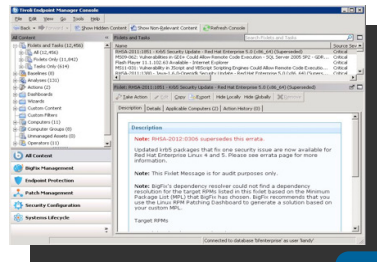 Tivoli Endpoint Manager Console
File Edit View Go Tools Help
Back Show Hidden Content Show Non-Relevant Content Refresh Console
All Content
Fixlets and Tasks (12,456)
All (12,456)
Fixlets Only (11,842)
Tasks Only (614)
Baselines (0)
Analyses (131)
Actions (2)
Dashboards
Wizards
Custom Content
Custom Filters
Computers (11)
Computer Groups (0)
Unmanaged Assets (0)
Operators (11)
All Content
BigFix Management
Endpoint Protection
Patch Management
Security Configuration
Systems Lifecycle
Fixlets and Tasks
Search Fixlets and Tasks
Name Source Sev
RHSA-2011:1851 - Krb5 Security Update - Red Hat Enterprise 5.0 (x86_64) (Superseded) Critical
MS09-062: Vulnerabilities in GDI+ Could Allow Remote Code Execution - SQL Server 2005 SP2 - GDR... Critical
Flash Player 11.1.102.63 Available - Internet Explorer Critical
MS11-031: Vulnerability in JScript and VBScript Scripting Engines Could Allow Remote Code Execution... Critical
Fixlet: RHSA-2011:1851 - Krb5 Security Update - Red Hat Enterprise 5.0 (x86_64) (Superseded)
Take Action Edit Copy Export Hide Locally Hide Globally Remove
Description Details Applicable Computers (2) Action History (0)
Description
Note: RHSA-2012-0306 supersedes this errata.
Updated krb5 packages that fix one security issue are now available for
Red Hat Enterprise Linux 4 and 5. Please see errata page for more
information.
Note: This Fixlet Message is for audit purposes only.
Note: BigFix's dependency resolver could not find a dependency
resolution for the target RPMs listed in this fixlet based on the Minimum
Package List (MPL) that BigFix has chosen. BigFix recommends that you
use the Linux RPM Patching Dashboard to generate a solution based on
your custom MPL.
Target RPMs
Connected to database 'bfenterprise' as user